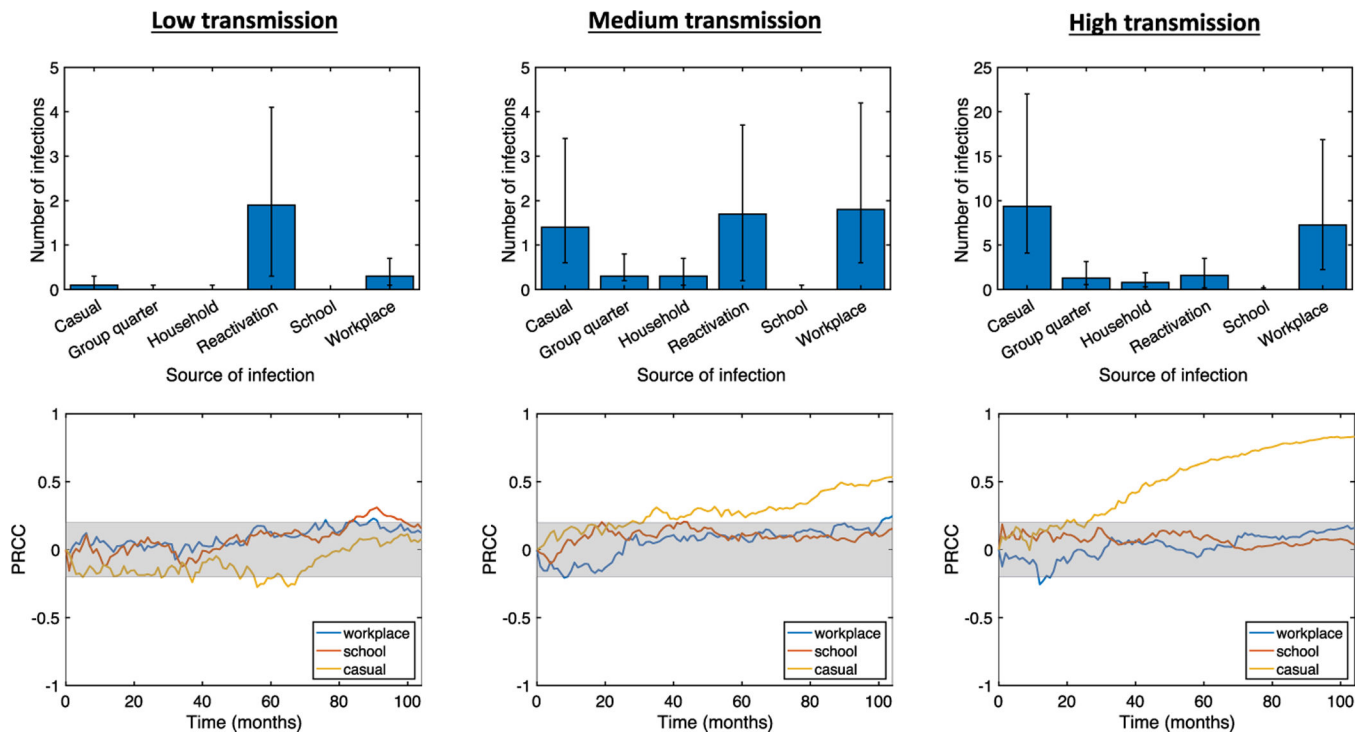 Low transmission
Medium transmission
High transmission
5
4
3
2
1
0
Number of infections
Casual
Group quarter
Household
Reactivation
School
Workplace
Source of infection
5
4
3
2
1
0
Number of infections
Casual
Group quarter
Household
Reactivation
School
Workplace
Source of infection
25
20
15
10
5
0
Number of infections
Casual
Group quarter
Household
Reactivation
School
Workplace
Source of infection
1
0.5
0
-0.5
-1
PRCC
workplace
school
casual
0 20 40 60 80 100
Time (months)
1
0.5
0
-0.5
-1
PRCC
workplace
school
casual
0 20 40 60 80 100
Time (months)
1
0.5
0
-0.5
-1
PRCC
workplace
school
casual
0 20 40 60 80 100
Time (months)